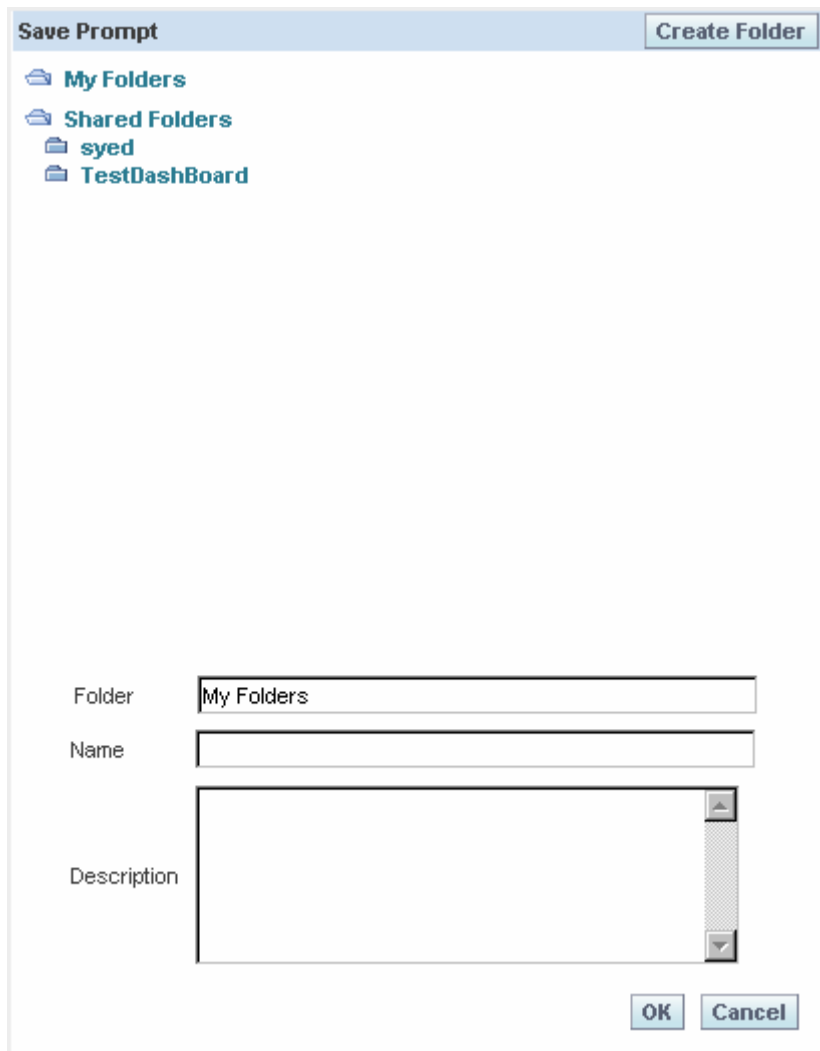 Save Prompt Create Folder
My Folders
Shared Folders
syed
TestDashBoard
Folder My Folders
Name
Description
OK Cancel